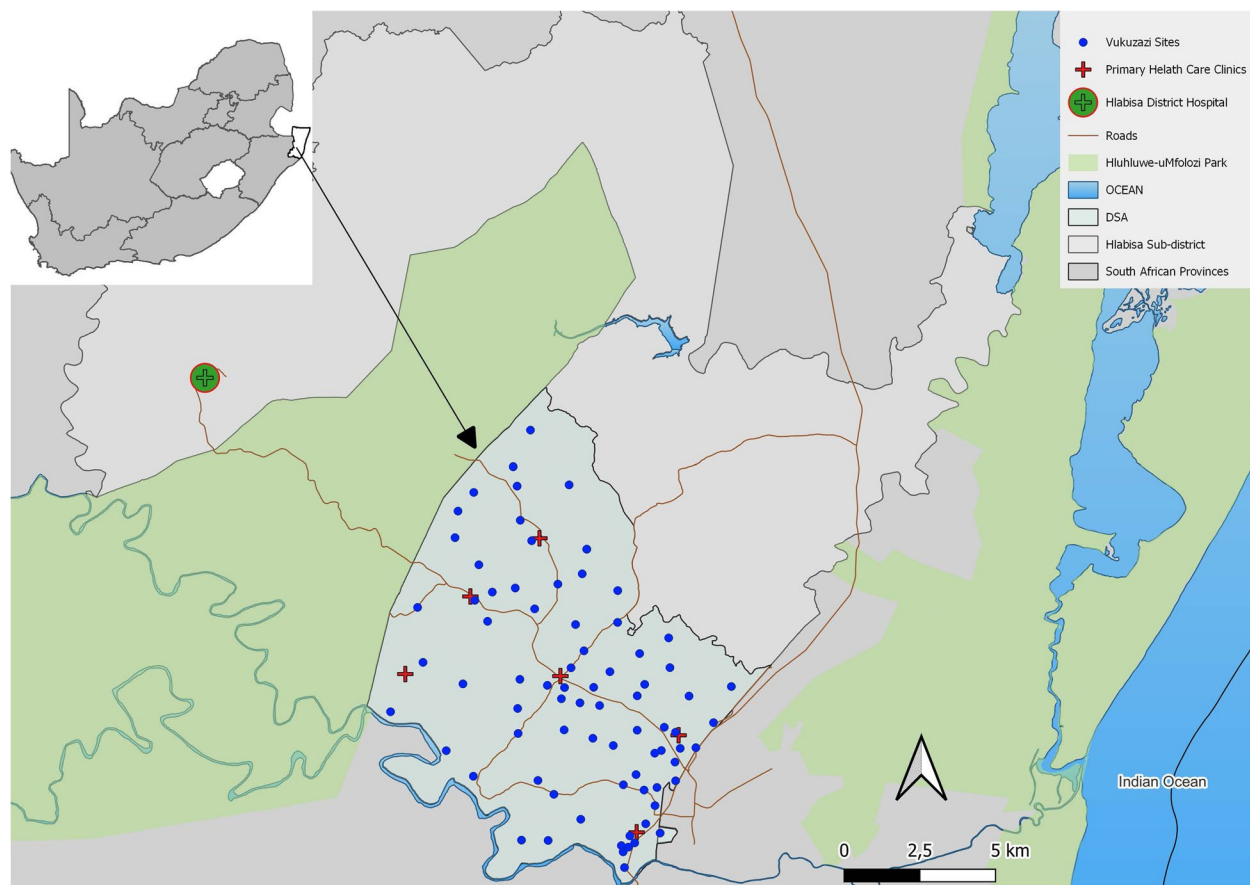 Vukuzazi Sites
Primary Helath Care Clinics
Hlabisa District Hospital
Roads
Hluhluwe-uMfolozi Park
OCEAN
DSA
Hlabisa Sub-district
South African Provinces
Indian Ocean
0 2,5 5 km